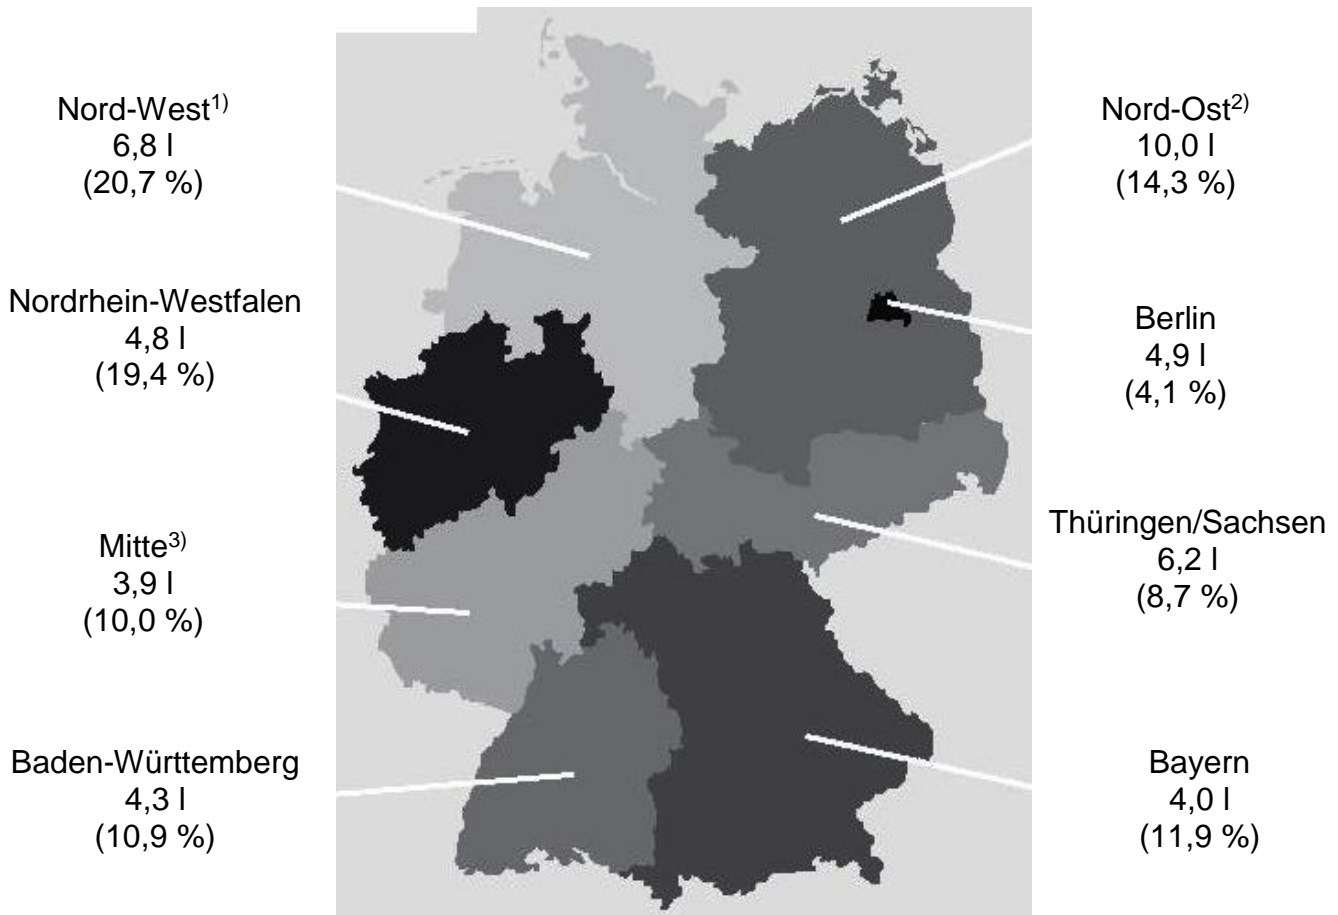 Nord-West1)
6,8 l
(20,7 %)
Nordrhein-Westfalen
4,8 l
(19,4 %)
Mitte3)
3,9 l
(10,0 %)
Baden-Württemberg
4,3 l
(10,9 %)
Nord-Ost2)
10,0 l
(14,3 %)
Berlin
4,9 l
(4,1 %)
Thüringen/Sachsen
6,2 l
(8,7 %)
Bayern
4,0 l
(11,9 %)